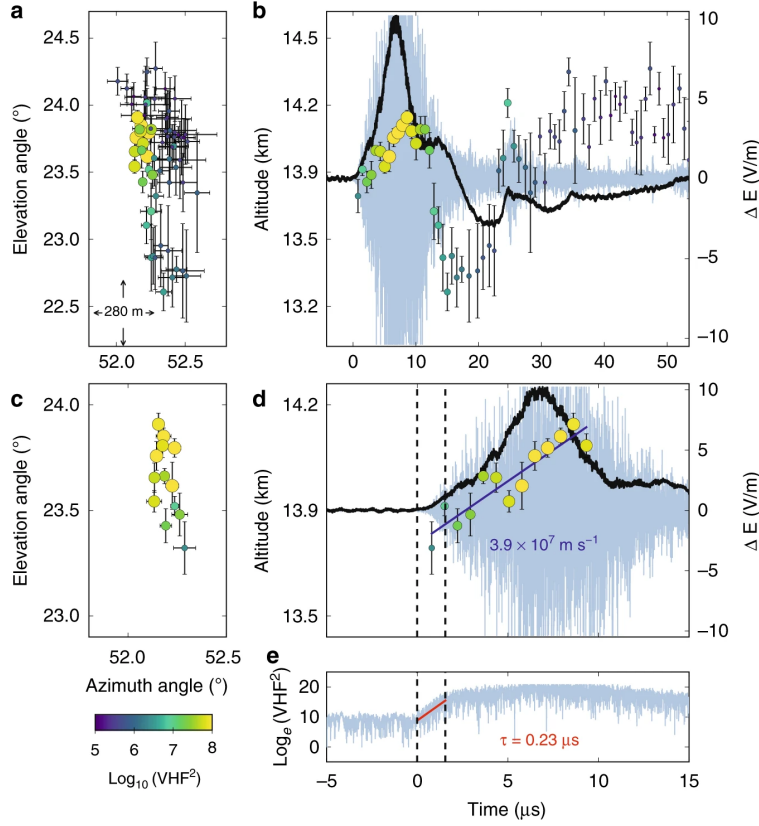 a
24.5
24.0
23.5
23.0
22.5
Elevation angle (°)
280 m
52.0
52.5
b
14.5
14.2
13.9
13.5
13.2
Altitude (km)
10
5
0
−5
−10
Δ E (V/m)
0
10
20
30
40
50
c
24.0
23.5
23.0
Elevation angle (°)
52.0
52.5
Azimuth angle (°)
5
6
7
8
Log10 (VHF²)
d
14.2
13.9
13.5
Altitude (km)
3.9 × 10⁷ m s⁻¹
10
5
0
−5
−10
Δ E (V/m)
e
20
10
0
Loge (VHF²)
τ = 0.23 μs
−5
0
5
10
15
Time (μs)